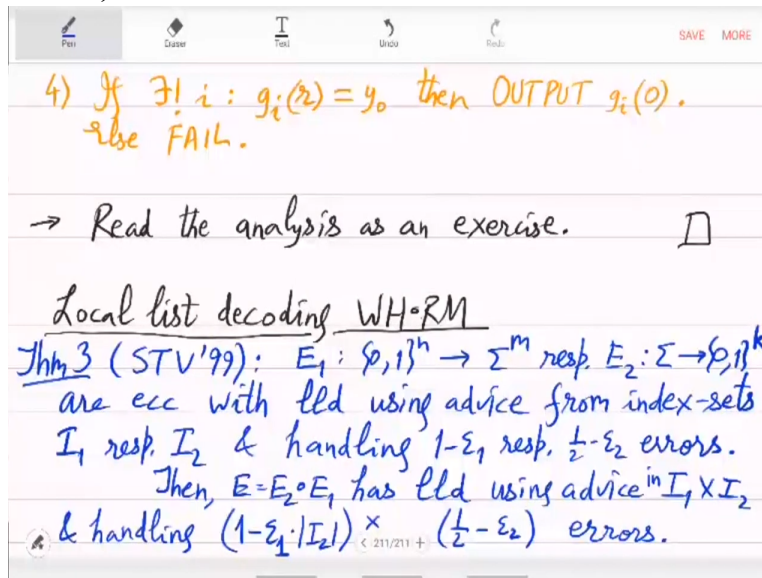 Pen
Eraser
Text
Undo
Redo
SAVE MORE
4) If ∃! i : gᵢ(r) = y₀ then OUTPUT gᵢ(0).
else FAIL.
→ Read the analysis as an exercise. □
Local list decoding WH∘RM
Thm 3 (STV'99): E₁ : {0,1}ⁿ → Σᵐ resp. E₂ : Σ → {0,1}ᵏ
are ecc with lld using advice from index-sets
I₁ resp. I₂ & handling 1-ε₁ resp. ½-ε₂ errors.
Then, E = E₂∘E₁ has lld using advice in I₁ × I₂
& handling (1-ε₁·|I₂|) × (½ - ε₂) errors.
< 211/211 +